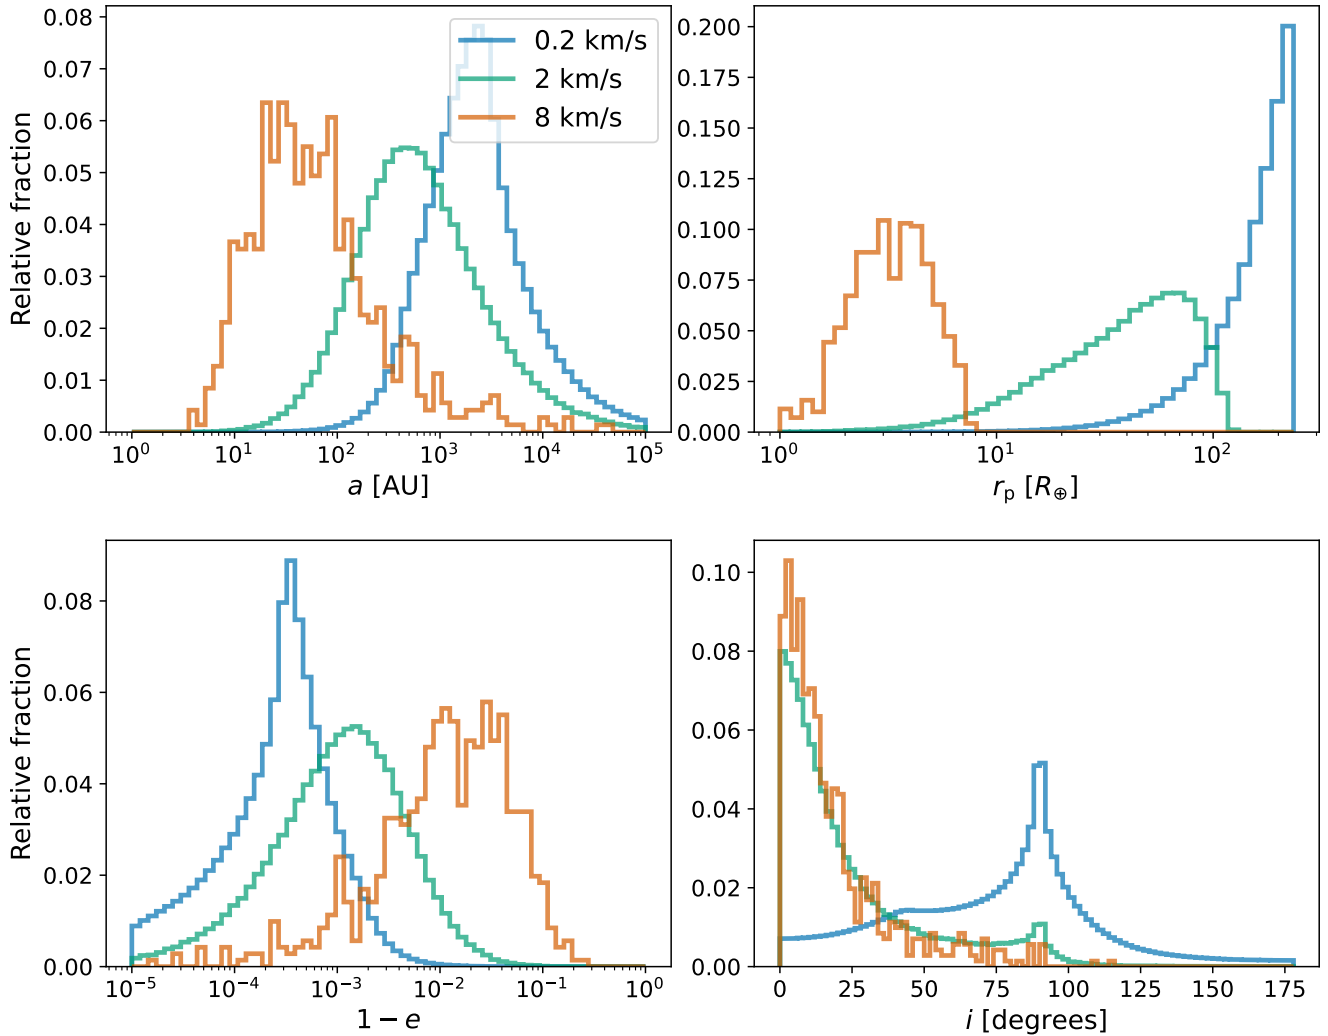 0.2 km/s
2 km/s
8 km/s
Relative fraction
0.00
0.01
0.02
0.03
0.04
0.05
0.06
0.07
0.08
10⁰ 10¹ 10² 10³ 10⁴ 10⁵
a [AU]
0.000
0.025
0.050
0.075
0.100
0.125
0.150
0.175
0.200
10⁰ 10¹ 10²
rₚ [R⊕]
Relative fraction
0.00
0.02
0.04
0.06
0.08
10⁻⁵ 10⁻⁴ 10⁻³ 10⁻² 10⁻¹ 10⁰
1 − e
0.00
0.02
0.04
0.06
0.08
0.10
0 25 50 75 100 125 150 175
i [degrees]